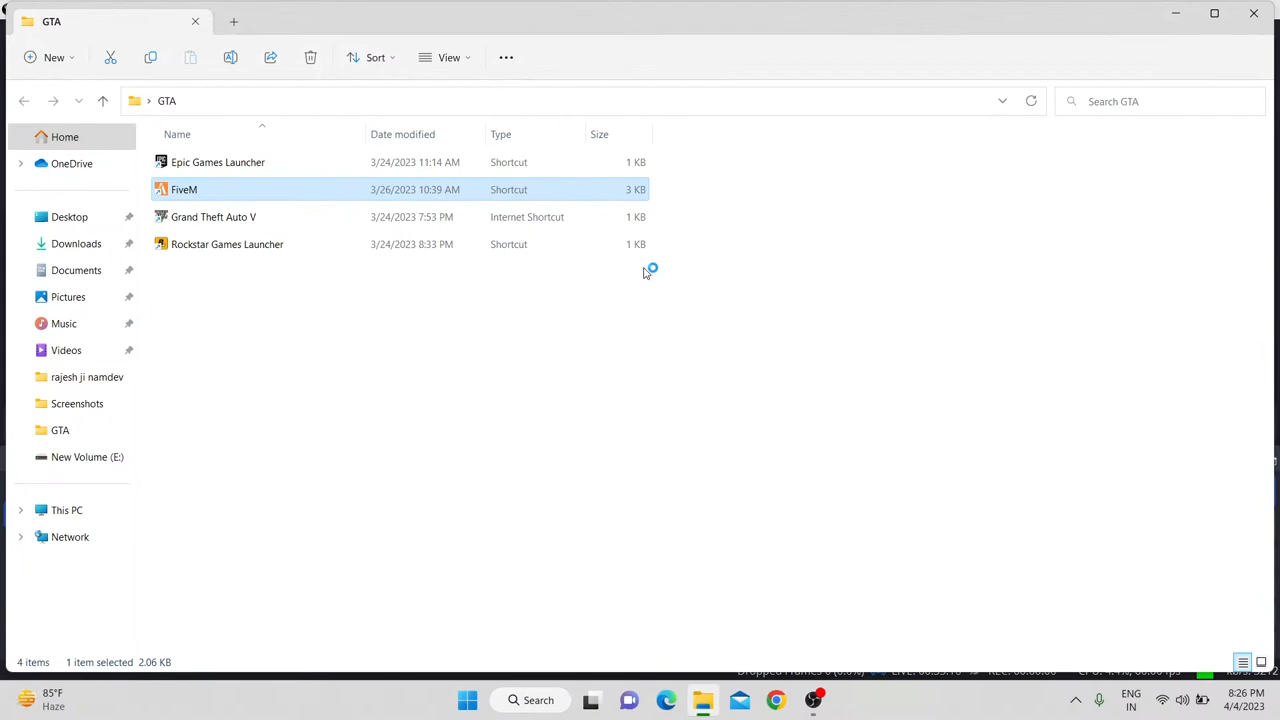 GTA
New
Sort
View
GTA
Search GTA
Home
OneDrive
Desktop
Downloads
Documents
Pictures
Music
Videos
rajesh ji namdev
Screenshots
GTA
New Volume (E:)
This PC
Network
Name Date modified Type Size
Epic Games Launcher 3/24/2023 11:14 AM Shortcut 1 KB
FiveM 3/26/2023 10:39 AM Shortcut 3 KB
Grand Theft Auto V 3/24/2023 7:53 PM Internet Shortcut 1 KB
Rockstar Games Launcher 3/24/2023 8:33 PM Shortcut 1 KB
4 items 1 item selected 2.06 KB
85°F
Haze
Search
ENG
IN
8:26 PM
4/4/2023